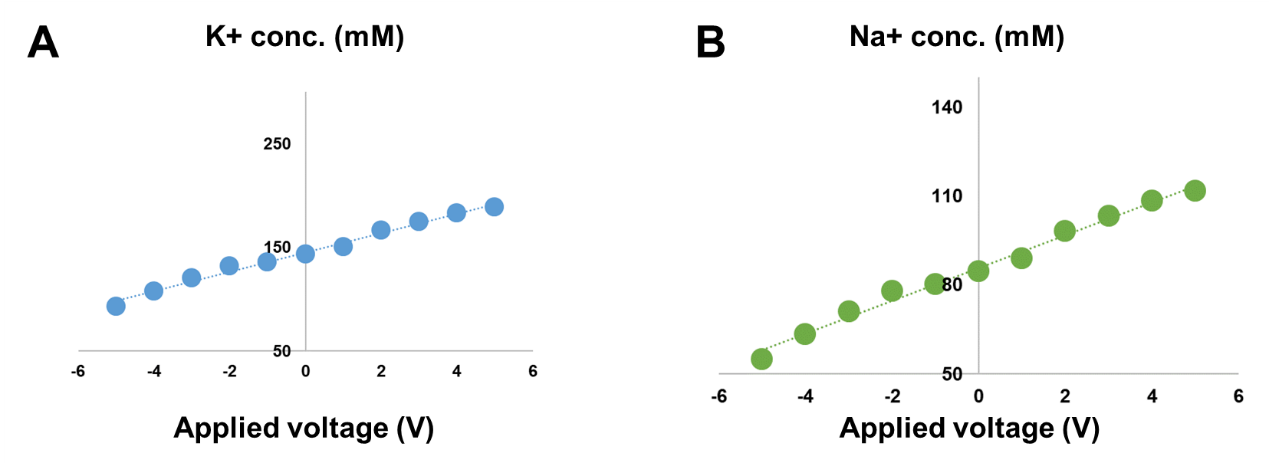 A
K+ conc. (mM)
250
150
50
-6 -4 -2 0 2 4 6
Applied voltage (V)
B
Na+ conc. (mM)
140
110
80
50
-6 -4 -2 0 2 4 6
Applied voltage (V)